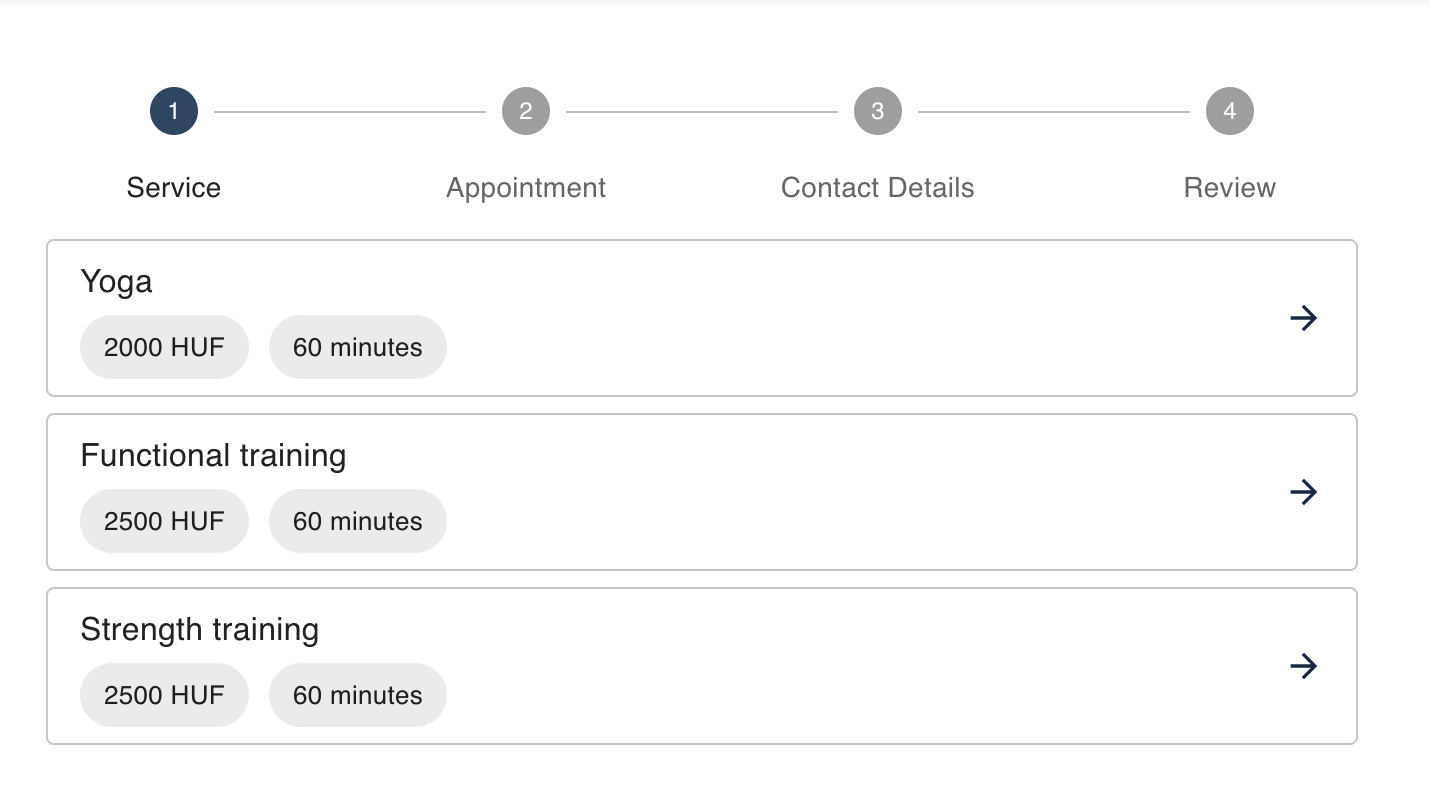 1 2 3 4
Service Appointment Contact Details Review
Yoga
2000 HUF 60 minutes
Functional training
2500 HUF 60 minutes
Strength training
2500 HUF 60 minutes